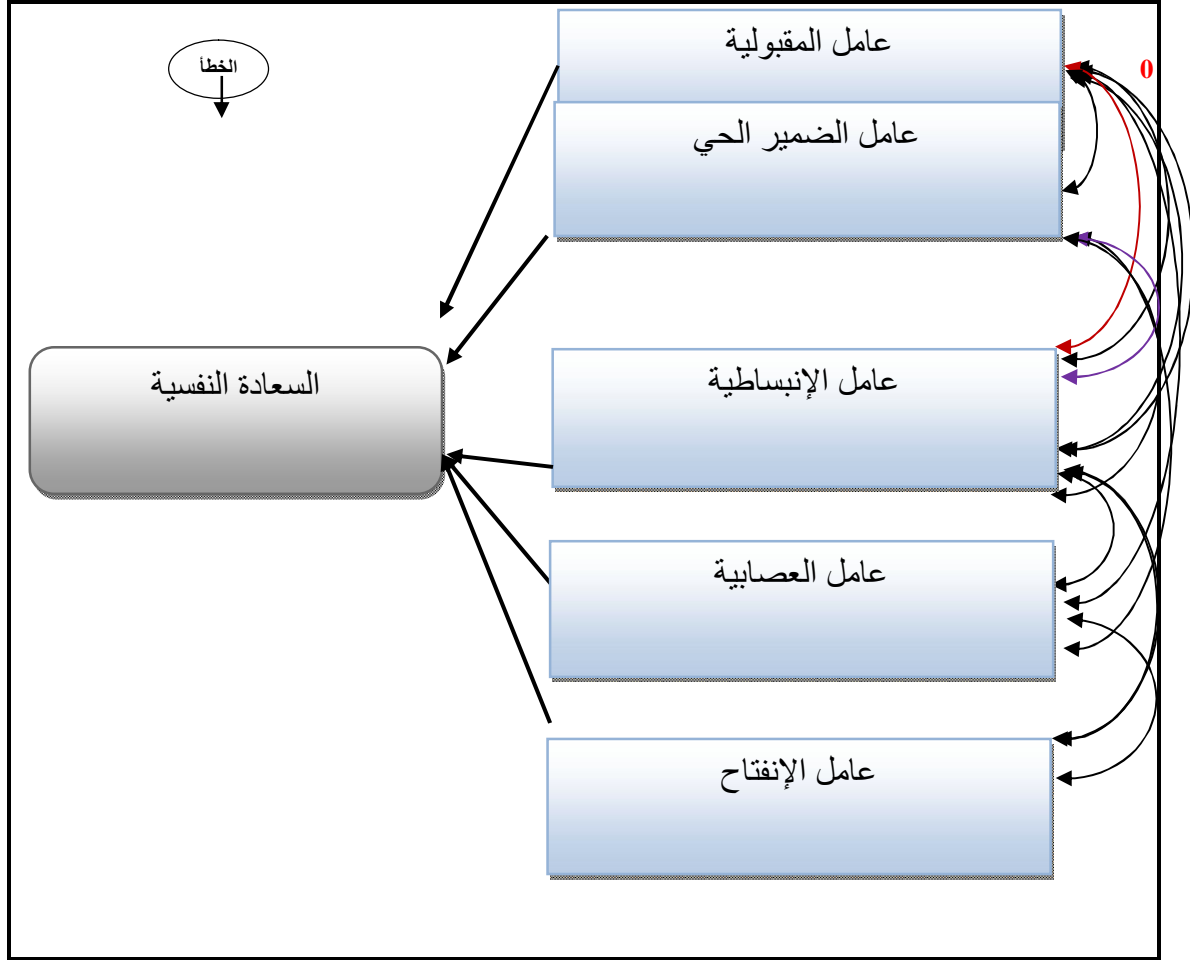 عامل المقبولية
الخطأ
0
عامل الضمير الحي
السعادة النفسية
عامل الإنبساطية
عامل العصابية
عامل الإنفتاح